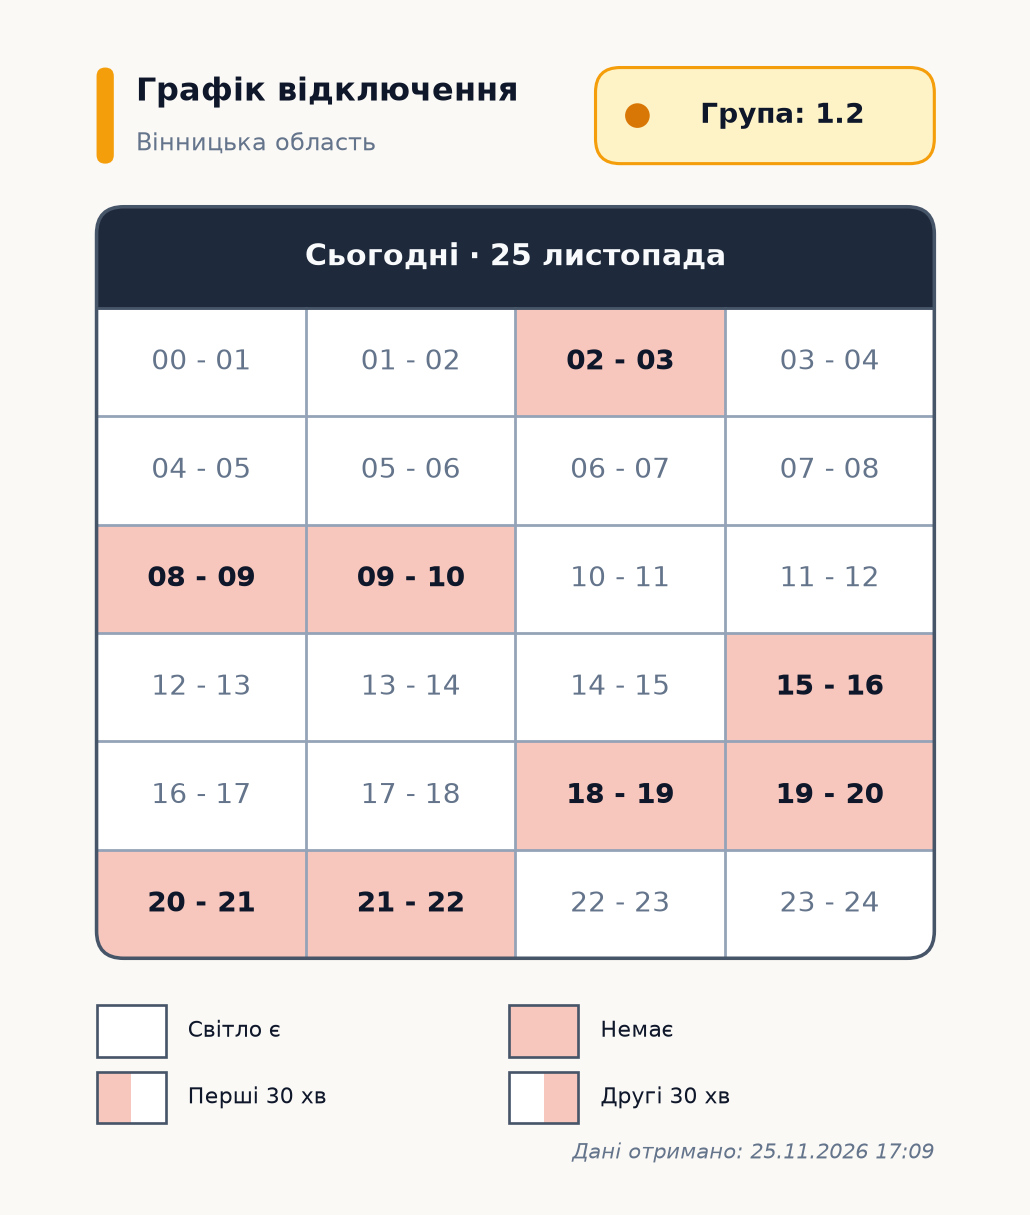 Графік відключення
Вінницька область
Група: 1.2
Сьогодні · 25 листопада
00 - 01 01 - 02 02 - 03 03 - 04
04 - 05 05 - 06 06 - 07 07 - 08
08 - 09 09 - 10 10 - 11 11 - 12
12 - 13 13 - 14 14 - 15 15 - 16
16 - 17 17 - 18 18 - 19 19 - 20
20 - 21 21 - 22 22 - 23 23 - 24
Світло є Немає
Перші 30 хв Другі 30 хв
Дані отримано: 25.11.2026 17:09